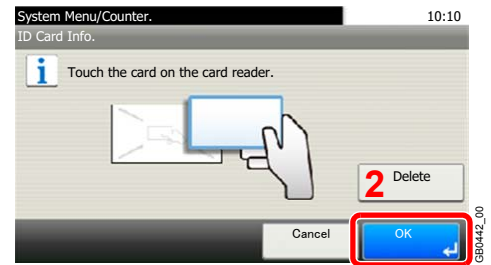 System Menu/Counter. 10:10
ID Card Info.
i Touch the card on the card reader.
2 Delete
Cancel OK
GB0442_00